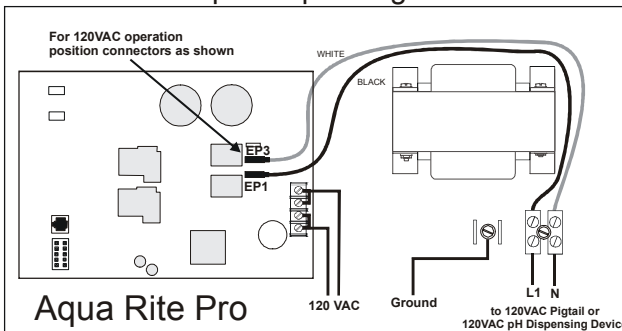 For 120VAC operation
position connectors as shown
WHITE
BLACK
EP3
EP1
Aqua Rite Pro
120 VAC
Ground
L1 N
to 120VAC Pigtail or
120VAC pH Dispensing Device